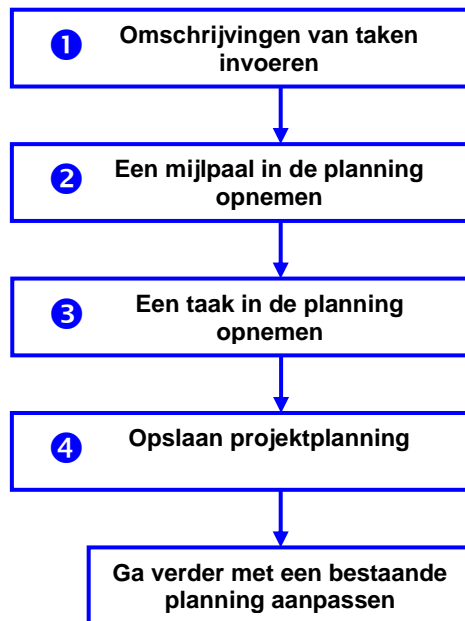 ❶ Omschrijvingen van taken
invoeren
❷ Een mijlpaal in de planning
opnemen
❸ Een taak in de planning
opnemen
❹ Opslaan projektplanning
Ga verder met een bestaande
planning aanpassen